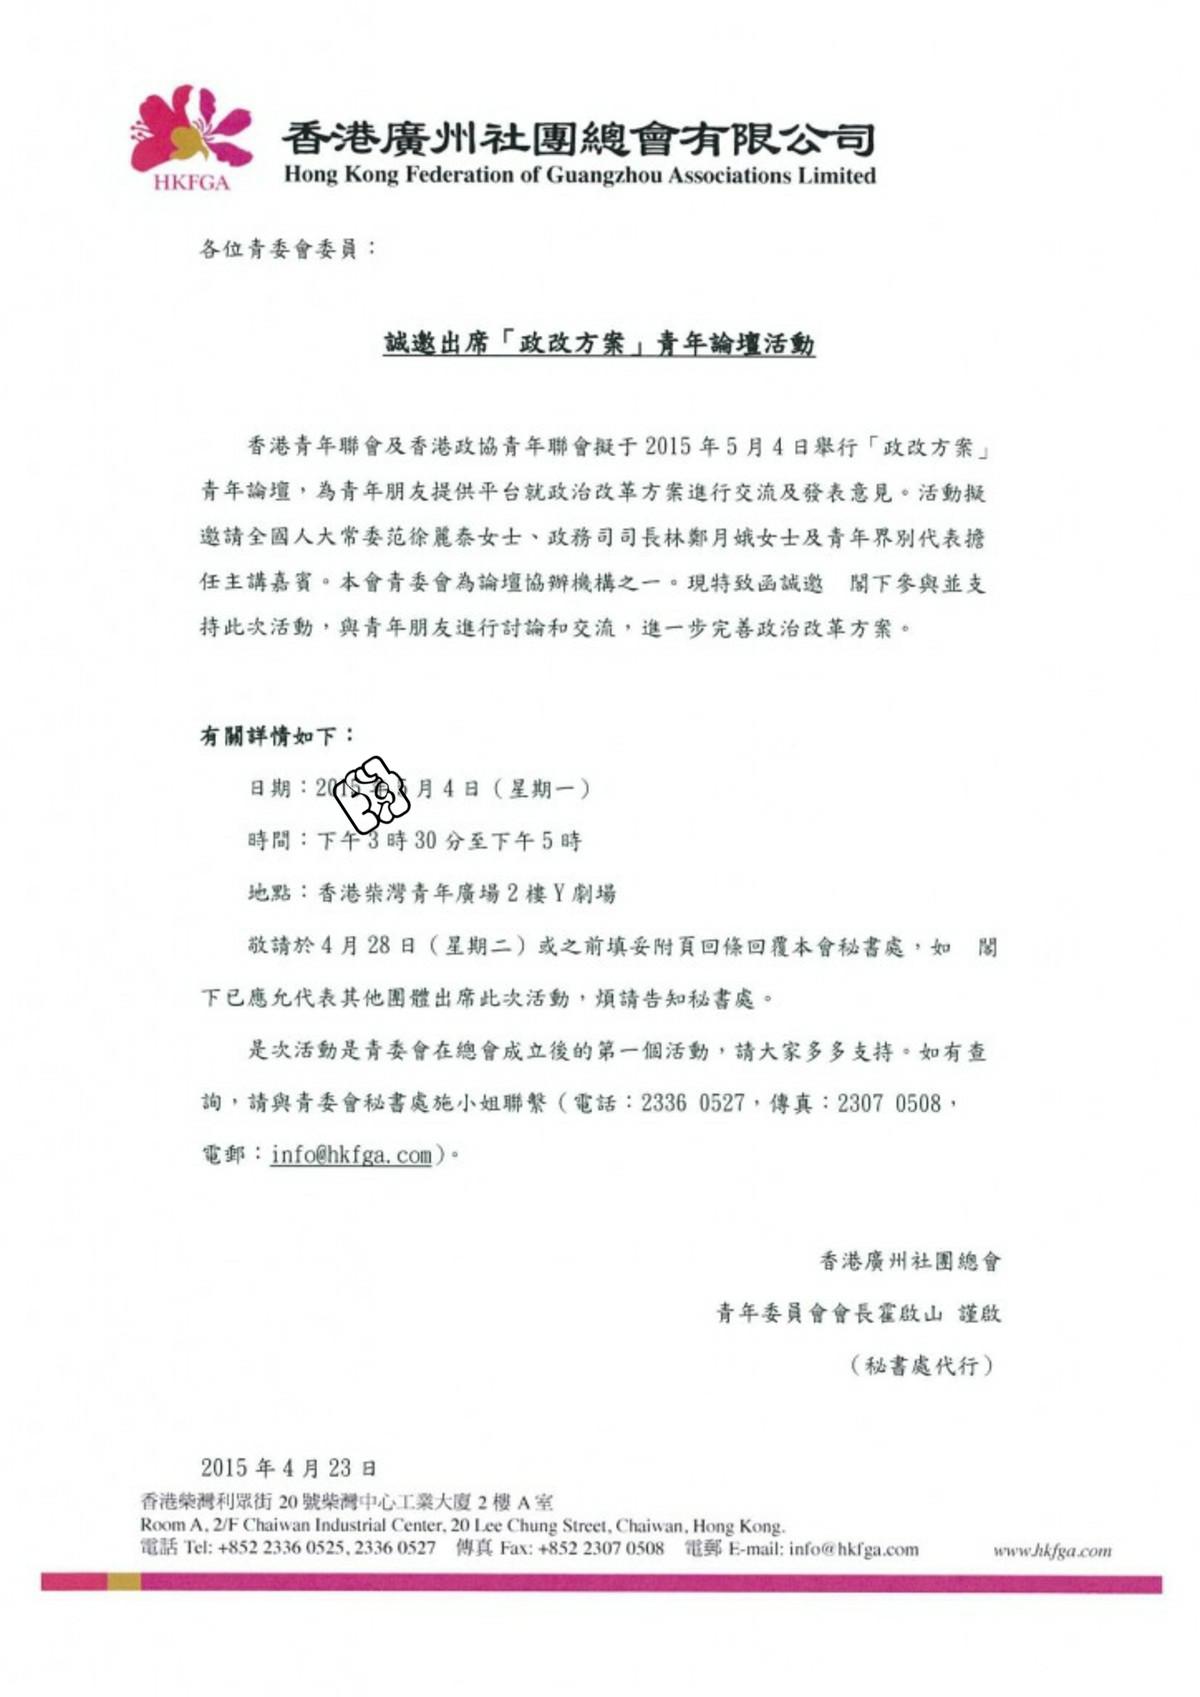 香港廣州社團總會有限公司
Hong Kong Federation of Guangzhou Associations Limited
HKFGA
各位青委會委員：
誠邀出席「政改方案」青年論壇活動
香港青年聯會及香港政協青年聯會擬于 2015 年 5 月 4 日舉行「政改方案」
青年論壇，為青年朋友提供平台就政治改革方案進行交流及發表意見。活動擬
邀請全國人大常委范徐麗泰女士、政務司司長林鄭月娥女士及青年界別代表擔
任主講嘉賓。本會青委會為論壇協辦機構之一。現特致函誠邀　閣下參與並支
持此次活動，與青年朋友進行討論和交流，進一步完善政治改革方案。
有關詳情如下：
日期：2015 年 5 月 4 日（星期一）
時間：下午 3 時 30 分至下午 5 時
地點：香港柴灣青年廣場 2 樓 Y 劇場
敬請於 4 月 28 日（星期二）或之前填妥附頁回條回覆本會秘書處，如　閣
下已應允代表其他團體出席此次活動，煩請告知秘書處。
是次活動是青委會在總會成立後的第一個活動，請大家多多支持。如有查
詢，請與青委會秘書處施小姐聯繫（電話：2336 0527，傳真：2307 0508，
電郵：info@hkfga.com）。
香港廣州社團總會
青年委員會會長霍啟山 謹啟
（秘書處代行）
2015 年 4 月 23 日
香港柴灣利眾街 20 號柴灣中心工業大廈 2 樓 A 室
Room A, 2/F Chaiwan Industrial Center, 20 Lee Chung Street, Chaiwan, Hong Kong.
電話 Tel: +852 2336 0525, 2336 0527　傳真 Fax: +852 2307 0508　電郵 E-mail: info@hkfga.com　www.hkfga.com